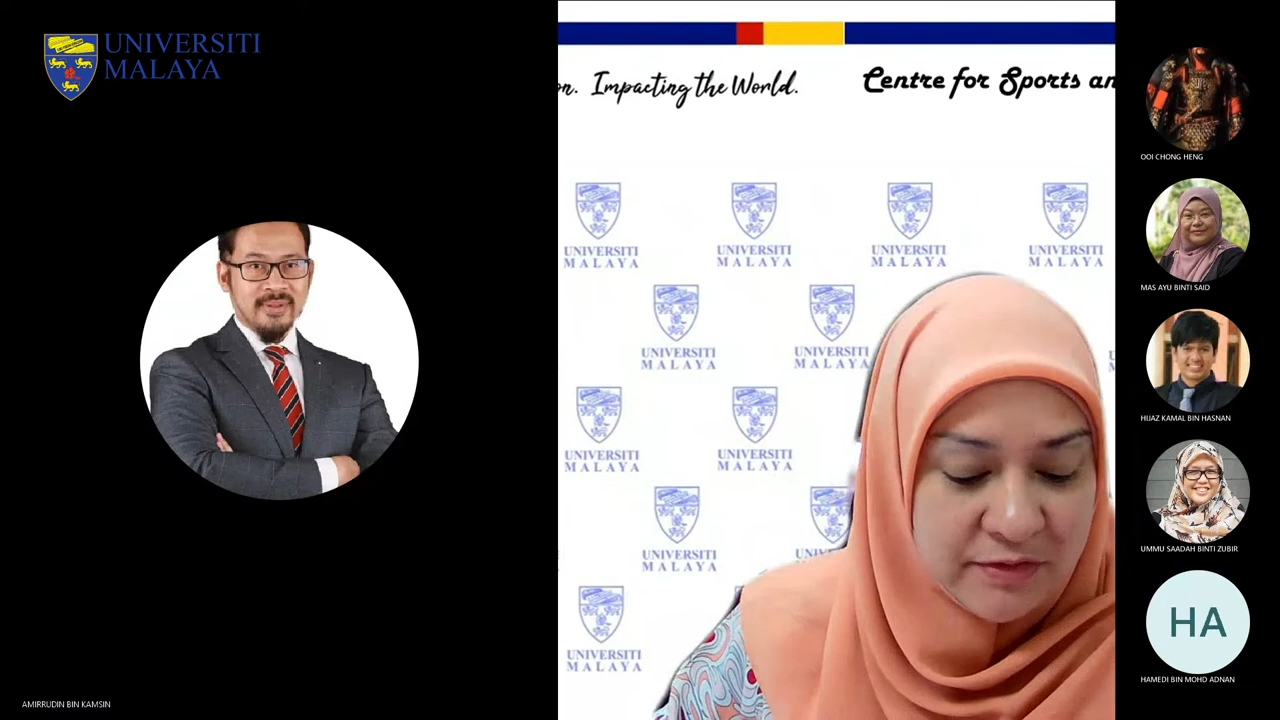 UNIVERSITI
MALAYA
on. Impacting the World.
Centre for Sports an
UNIVERSITI
MALAYA
UNIVERSITI
MALAYA
UNIVERSITI
MALAYA
UNIVERSITI
MALAYA
UNIVERSITI
MALAYA
UNIVERSITI
MALAYA
UNIVERSITI
MALAYA
UNIVERSITI
MALAYA
UNIVERSITI
MALAYA
UNIVERSITI
MALAYA
OOI CHONG HENG
MAS AYU BINTI SAID
HIJAZ KAMAL BIN HASNAN
UMMU SAADAH BINTI ZUBIR
HA
HAMEDI BIN MOHD ADNAN
AMIRRUDIN BIN KAMSIN